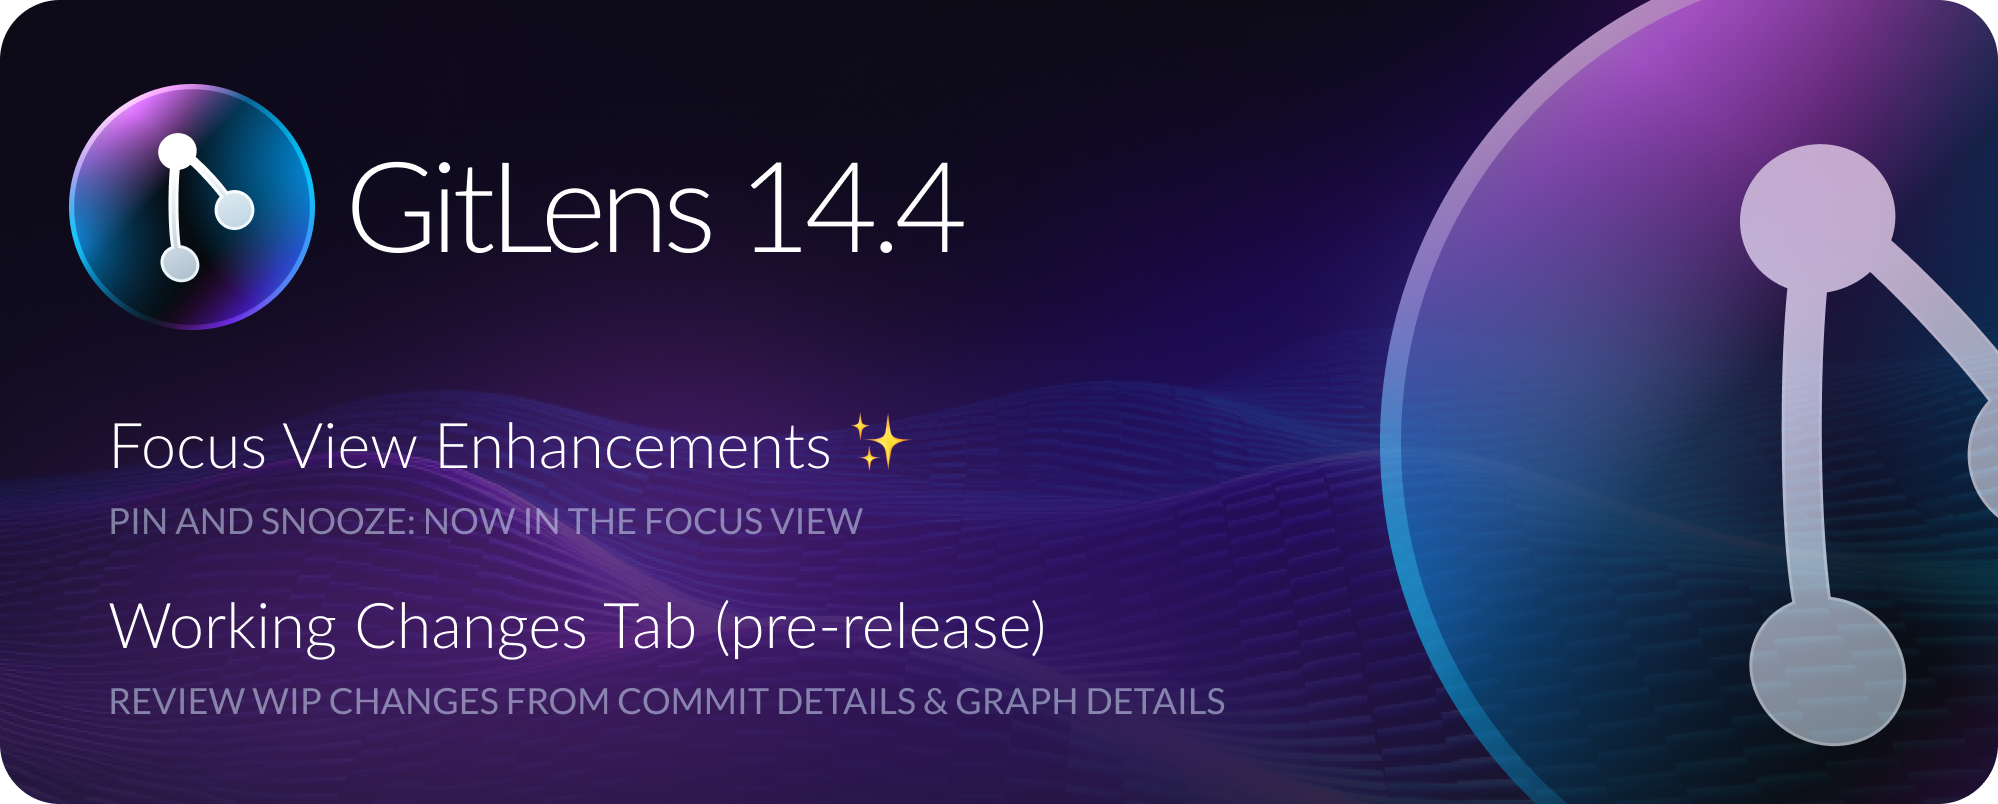 GitLens 14.4
Focus View Enhancements ✨
PIN AND SNOOZE: NOW IN THE FOCUS VIEW
Working Changes Tab (pre-release)
REVIEW WIP CHANGES FROM COMMIT DETAILS & GRAPH DETAILS